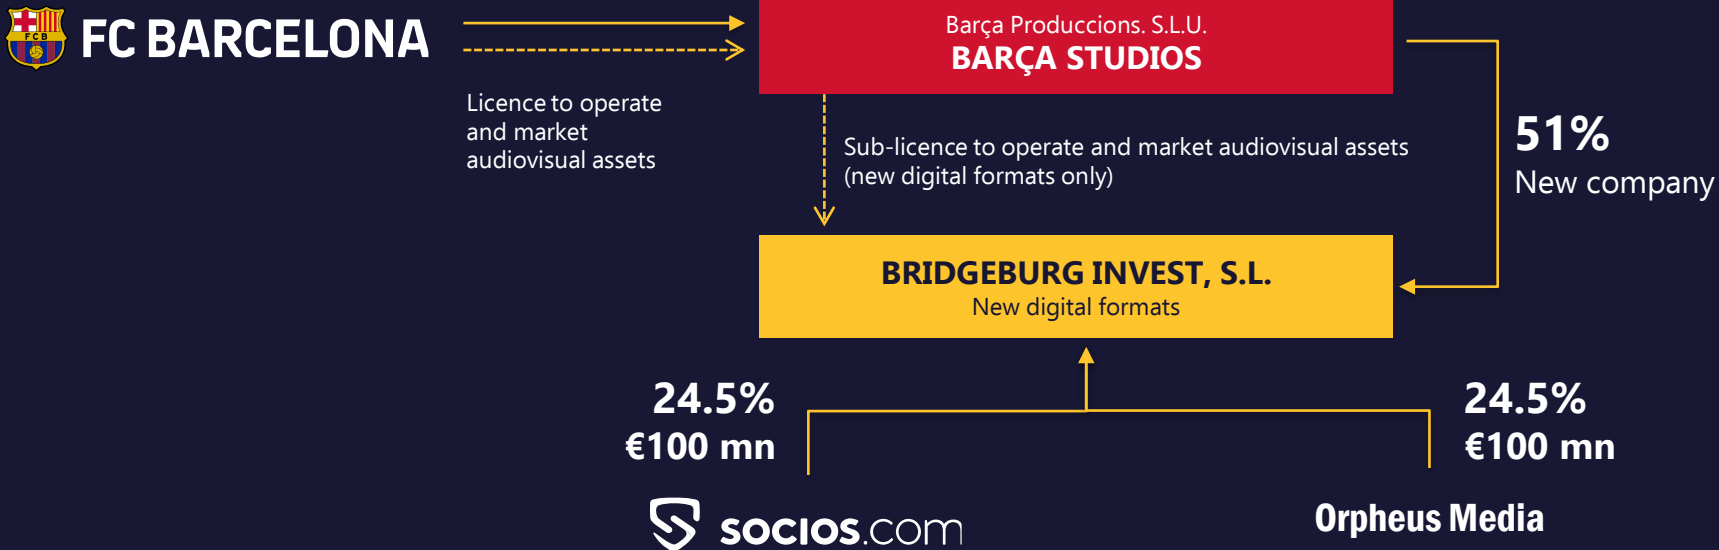 FCB
FC BARCELONA
Barça Produccions. S.L.U.
BARÇA STUDIOS
Licence to operate
and market
audiovisual assets
Sub-licence to operate and market audiovisual assets
(new digital formats only)
51%
New company
BRIDGEBURG INVEST, S.L.
New digital formats
24.5%
€100 mn
24.5%
€100 mn
socios.com
Orpheus Media